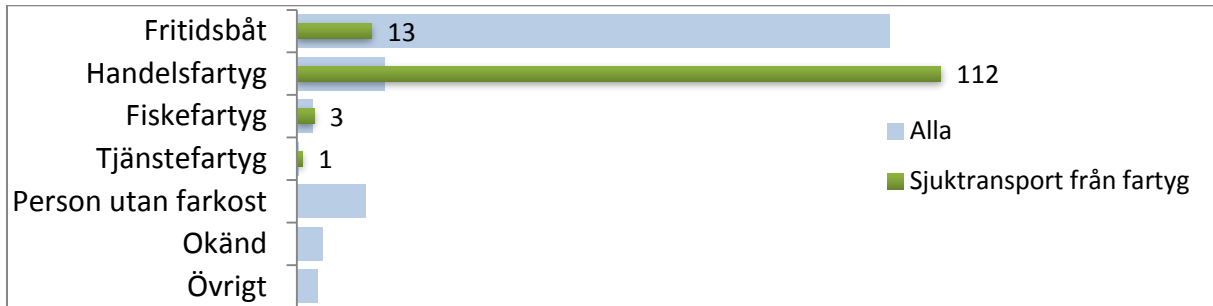 Fritidsbåt 13
Handelsfartyg 112
Fiskefartyg 3
Alla
Tjänstefartyg 1
Sjuktransport från fartyg
Person utan farkost
Okänd
Övrigt